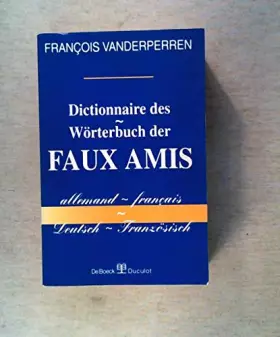 FRANÇOIS VANDERPERREN
Dictionnaire des
~
Wörterbuch der
FAUX AMIS
allemand ~ français
~
Deutsch ~ Französisch
De Boeck Duculot